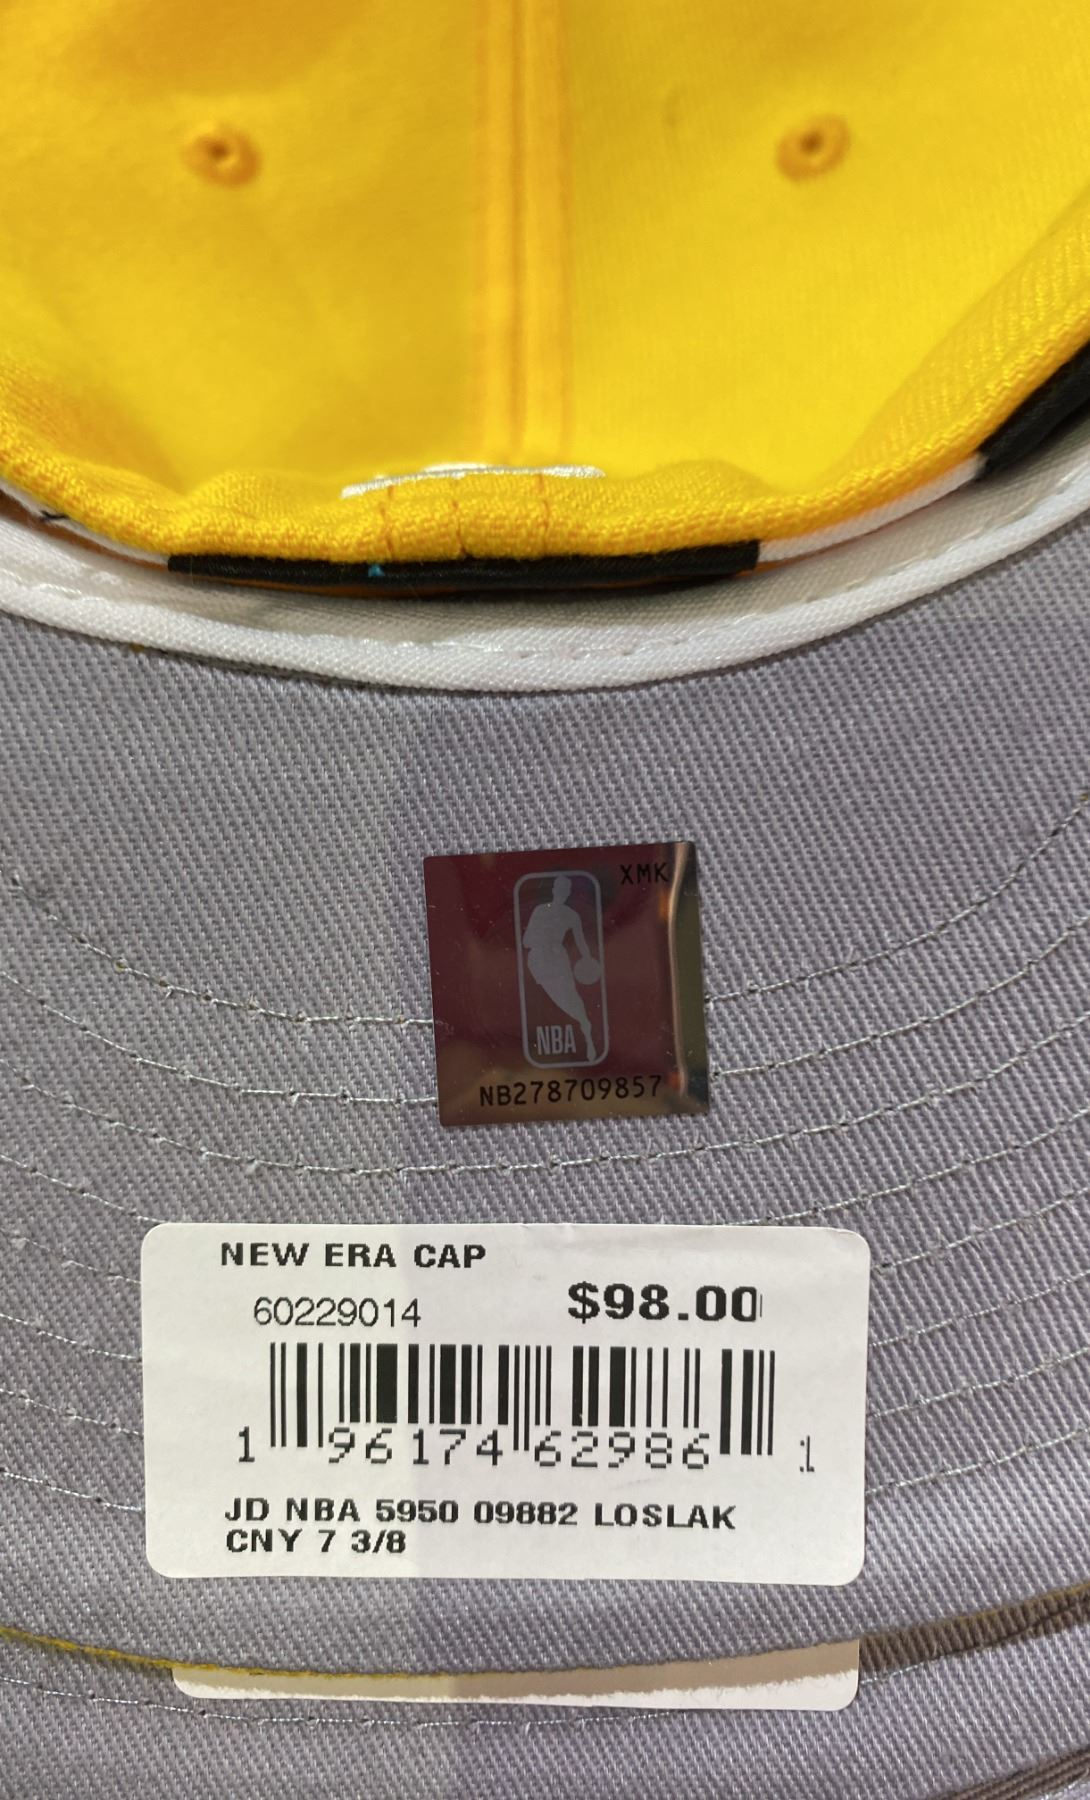 XMK
NBA
NB278709857
NEW ERA CAP
60229014 $98.00
1 96174 62986 1
JD NBA 5950 09882 LOSLAK
CNY 7 3/8